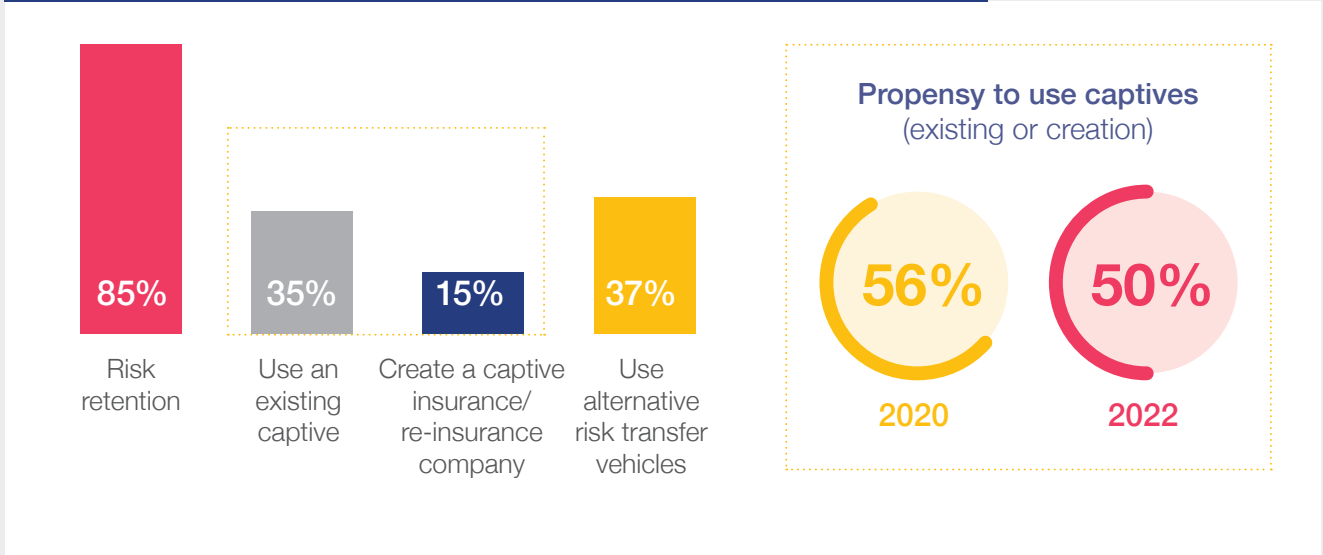 85%
35%
15%
37%
Risk
retention
Use an
existing
captive
Create a captive
insurance/
re-insurance
company
Use
alternative
risk transfer
vehicles
Propensy to use captives
(existing or creation)
56%
50%
2020
2022